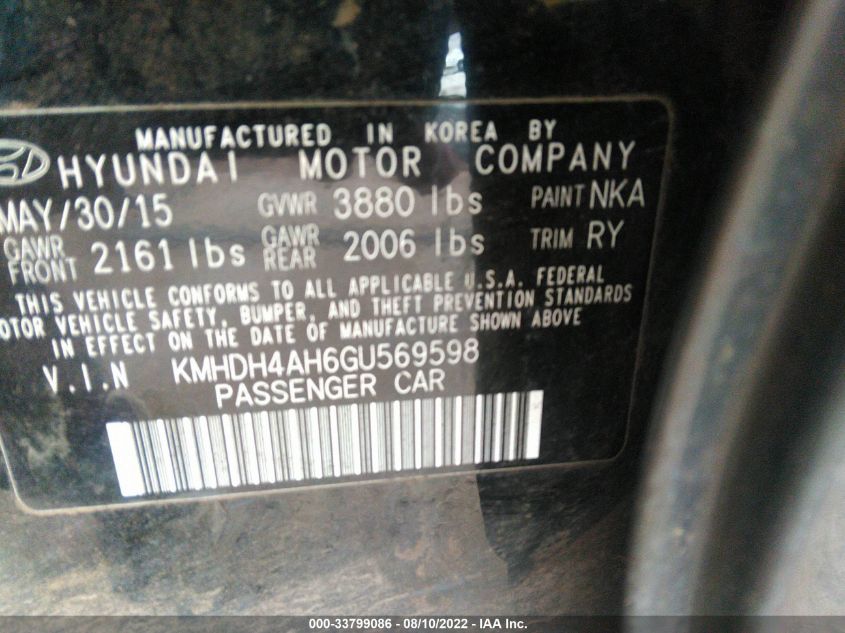 MANUFACTURED IN KOREA BY
HYUNDAI MOTOR COMPANY
MAY/30/15 GVWR 3880 lbs PAINT NKA
GAWR FRONT 2161 lbs GAWR REAR 2006 lbs TRIM RY
THIS VEHICLE CONFORMS TO ALL APPLICABLE U.S.A. FEDERAL
MOTOR VEHICLE SAFETY, BUMPER, AND THEFT PREVENTION STANDARDS
IN EFFECT ON THE DATE OF MANUFACTURE SHOWN ABOVE
V.I.N KMHDH4AH6GU569598
PASSENGER CAR
000-33799086 - 08/10/2022 - IAA Inc.